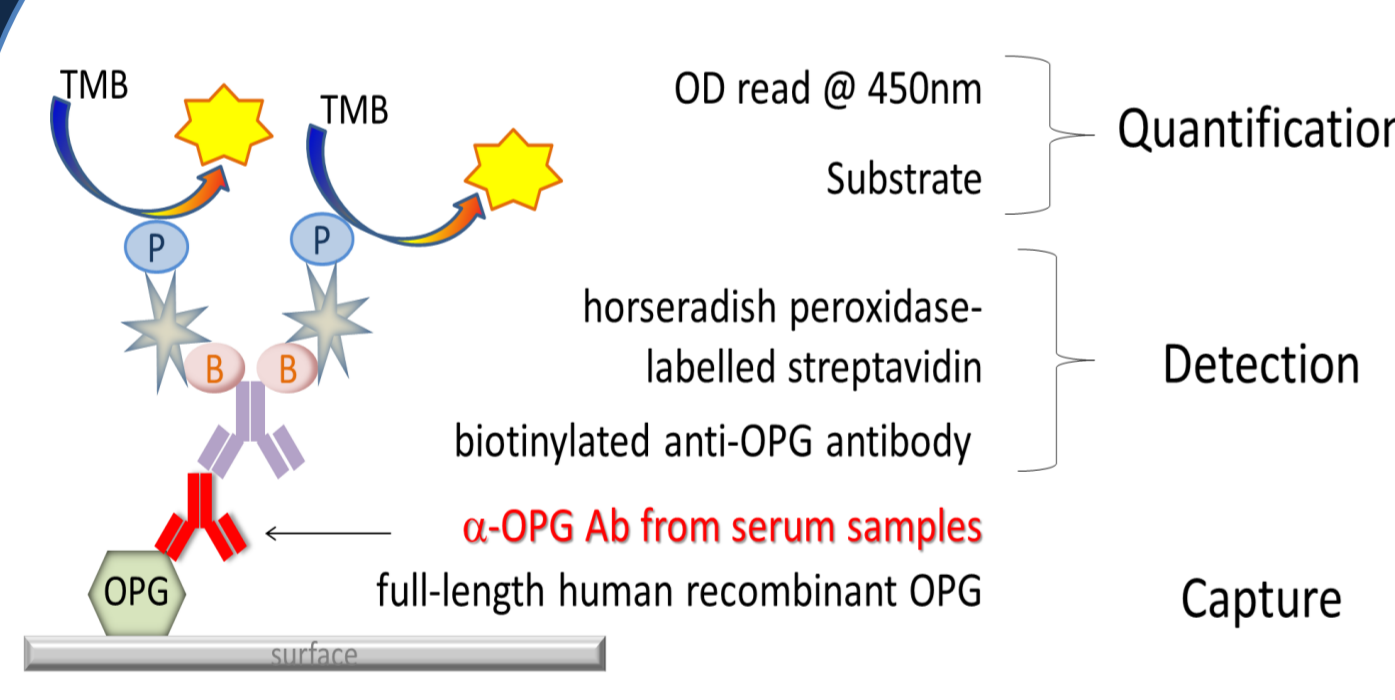 TMB
TMB
OD read @ 450nm
Substrate
Quantification
P
P
horseradish peroxidase-
labelled streptavidin
B
B
biotinylated anti-OPG antibody
Detection
α-OPG Ab from serum samples
OPG
full-length human recombinant OPG
Capture
surface